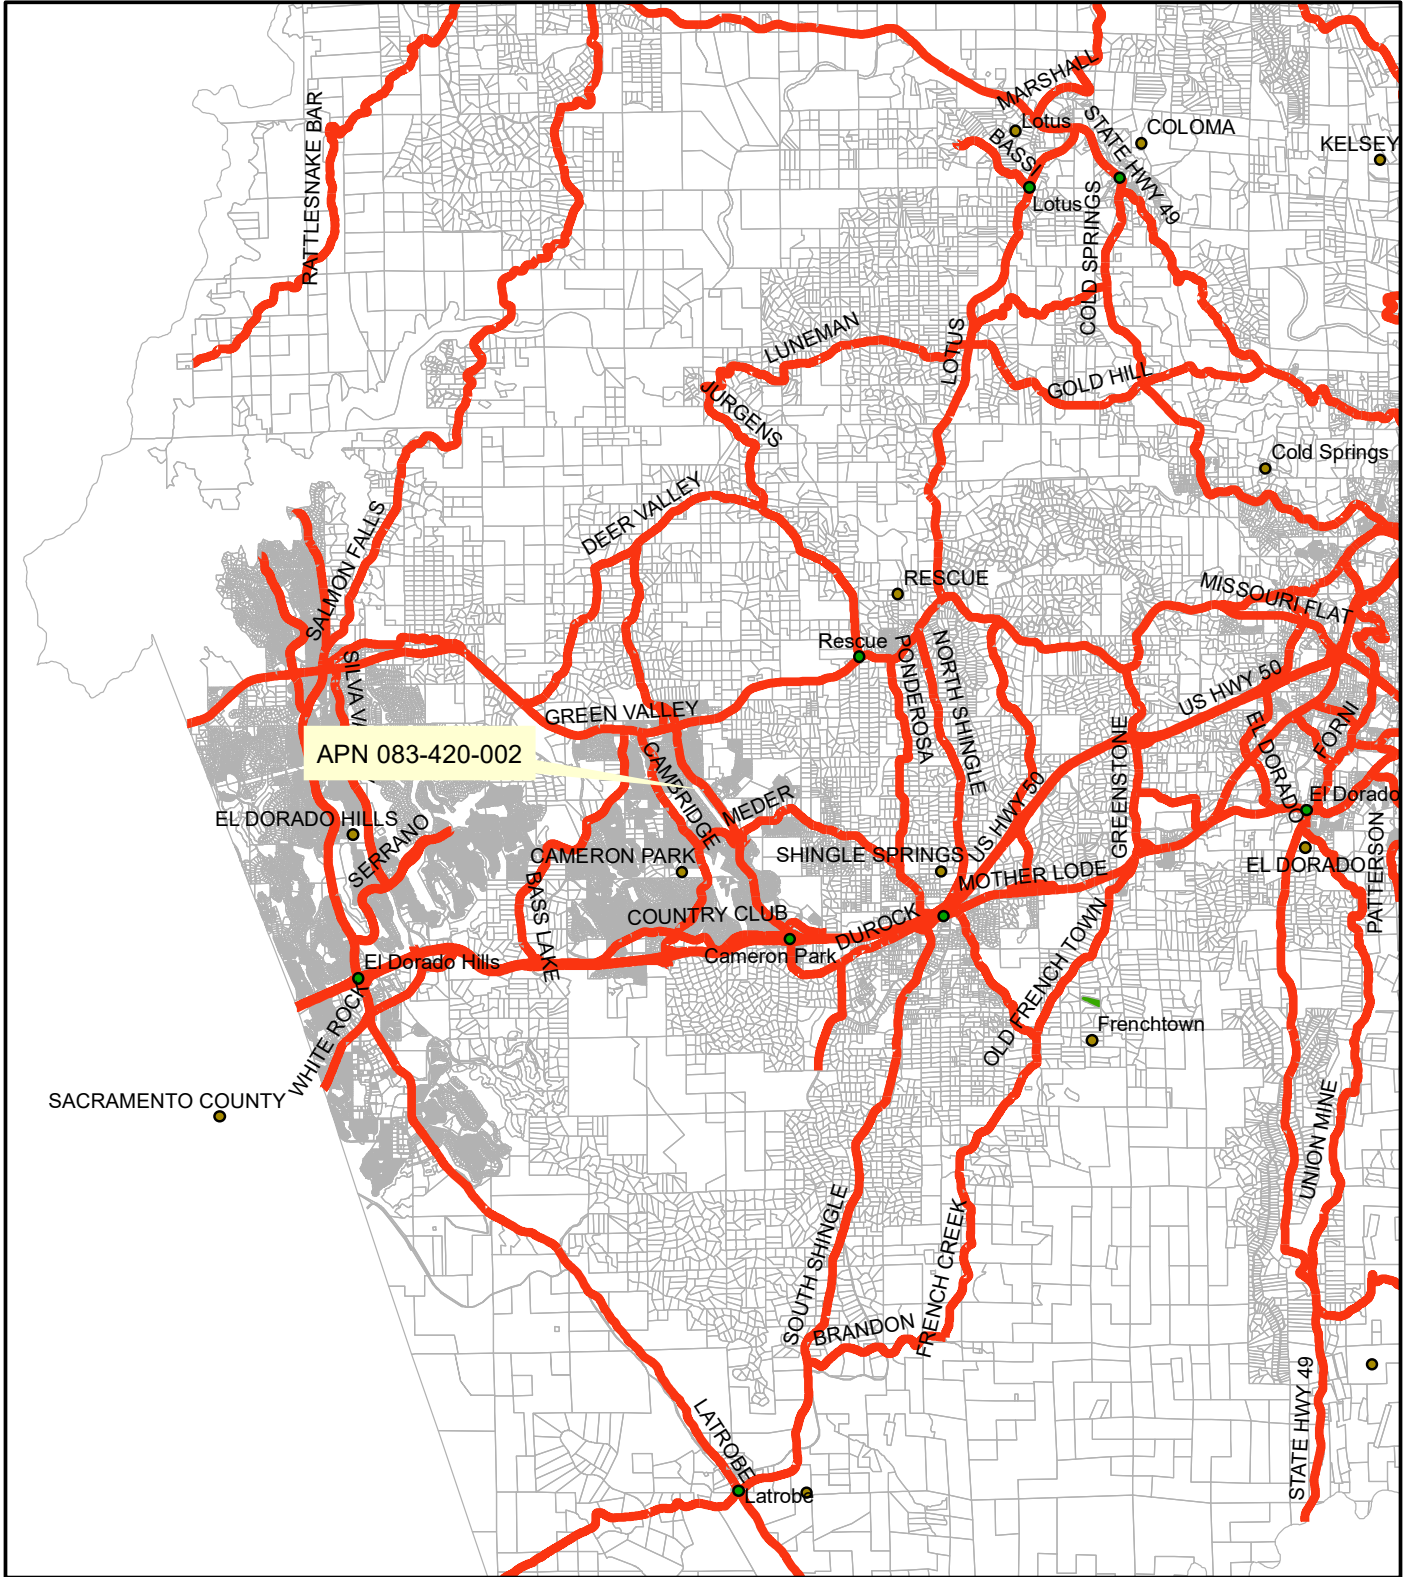 MARSHALL
Lotus
COLOMA
KELSEY
RATTLESNAKE BAR
BASSI
STATE HWY 49
Lotus
COLD SPRINGS
LUNEMAN
LOTUS
GOLD HILL
JURGENS
Cold Springs
DEER VALLEY
SALMON FALLS
RESCUE
MISSOURI FLAT
Rescue
PONDEROSA
NORTH SHINGLE
SILVA V
US HWY 50
GREEN VALLEY
EL DORADO
FORNI
APN 083-420-002
CAMBRIDGE
GREENSTONE
MEDER
US HWY 50
El Dorado
EL DORADO HILLS
SERRANO
CAMERON PARK
SHINGLE SPRINGS
MOTHER LODE
EL DORADO
PATTERSON
BASS LAKE
COUNTRY CLUB
DUROCK
Cameron Park
El Dorado Hills
OLD FRENCHTOWN
WHITE ROCK
Frenchtown
SACRAMENTO COUNTY
UNION MINE
SOUTH SHINGLE
FRENCH CREEK
BRANDON
STATE HWY 49
LATROBE
Latrobe